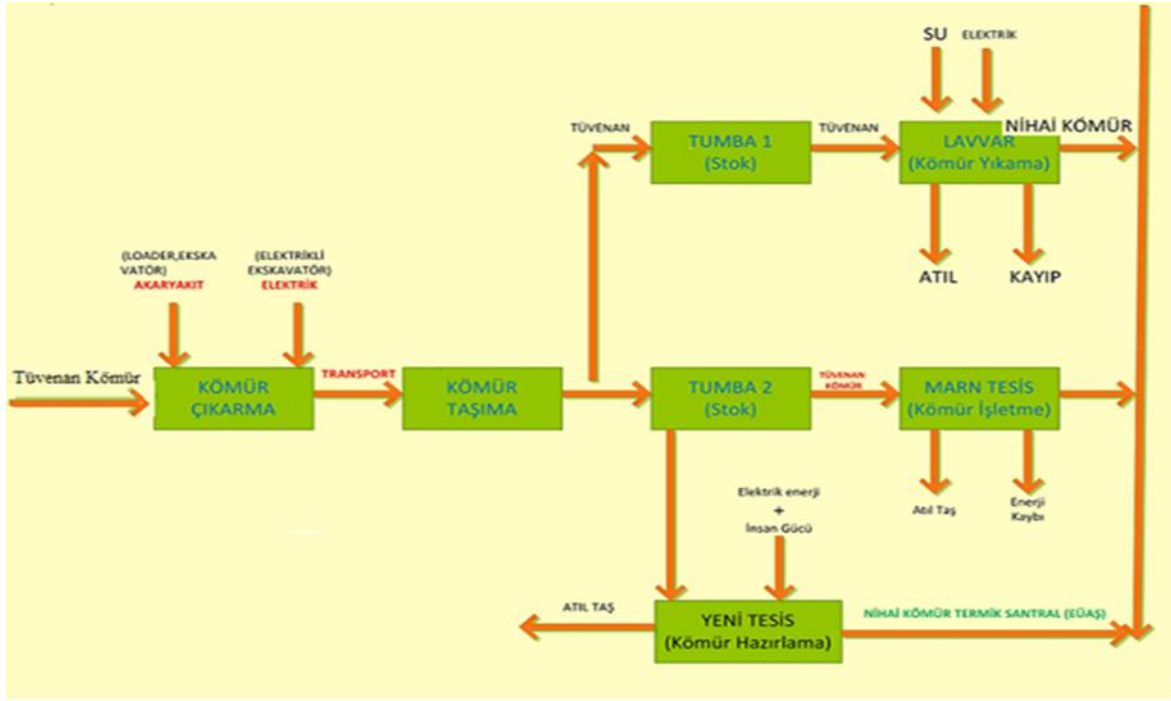 SU
ELEKTRİK
TÜVENAN
TUMBA 1
(Stok)
TÜVENAN
LAVVAR
(Kömür Yıkama)
NİHAİ KÖMÜR
ATIL
KAYIP
(LOADER,EKSKA
VATÖR)
AKARYAKIT
(ELEKTRİKLİ
EKSKAVATÖR)
ELEKTRİK
Tüvenan Kömür
KÖMÜR
ÇIKARMA
TRANSPORT
KÖMÜR
TAŞIMA
TUMBA 2
(Stok)
TÜVENAN
KÖMÜR
MARN TESİS
(Kömür İşletme)
Atıl Taş
Enerji
Kaybı
Elektrik enerji
+
İnsan Gücü
ATIL TAŞ
YENİ TESİS
(Kömür Hazırlama)
NİHAİ KÖMÜR TERMİK SANTRAL (EÜAŞ)